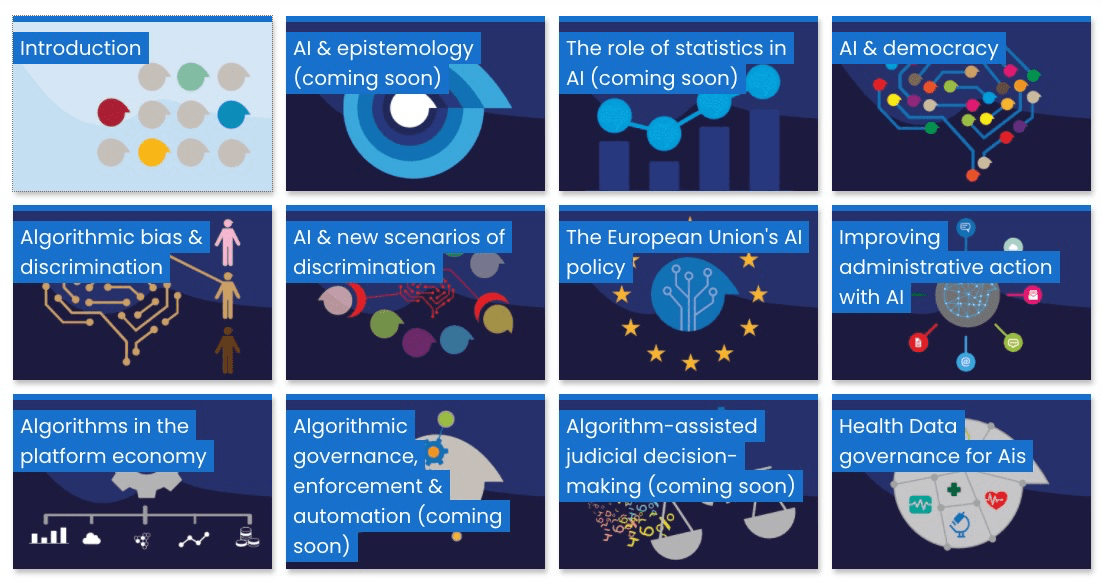 Introduction
AI & epistemology
(coming soon)
The role of statistics in
AI (coming soon)
AI & democracy
Algorithmic bias &
discrimination
AI & new scenarios of
discrimination
The European Union's AI
policy
Improving
administrative action
with AI
Algorithms in the
platform economy
Algorithmic
governance,
enforcement &
automation (coming
soon)
Algorithm-assisted
judicial decision-
making (coming soon)
Health Data
governance for Ais